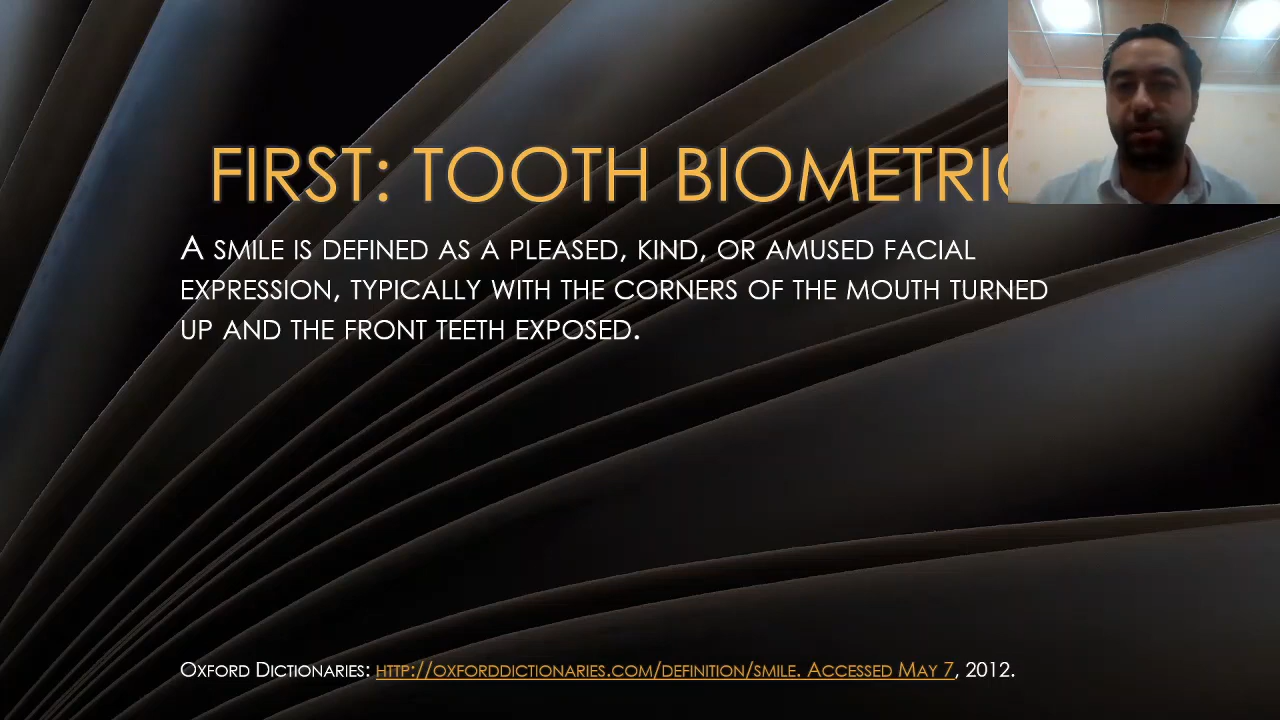 FIRST: TOOTH BIOMETRIC
A SMILE IS DEFINED AS A PLEASED, KIND, OR AMUSED FACIAL
EXPRESSION, TYPICALLY WITH THE CORNERS OF THE MOUTH TURNED
UP AND THE FRONT TEETH EXPOSED.
OXFORD DICTIONARIES: HTTP://OXFORDDICTIONARIES.COM/DEFINITION/SMILE. ACCESSED MAY 7, 2012.